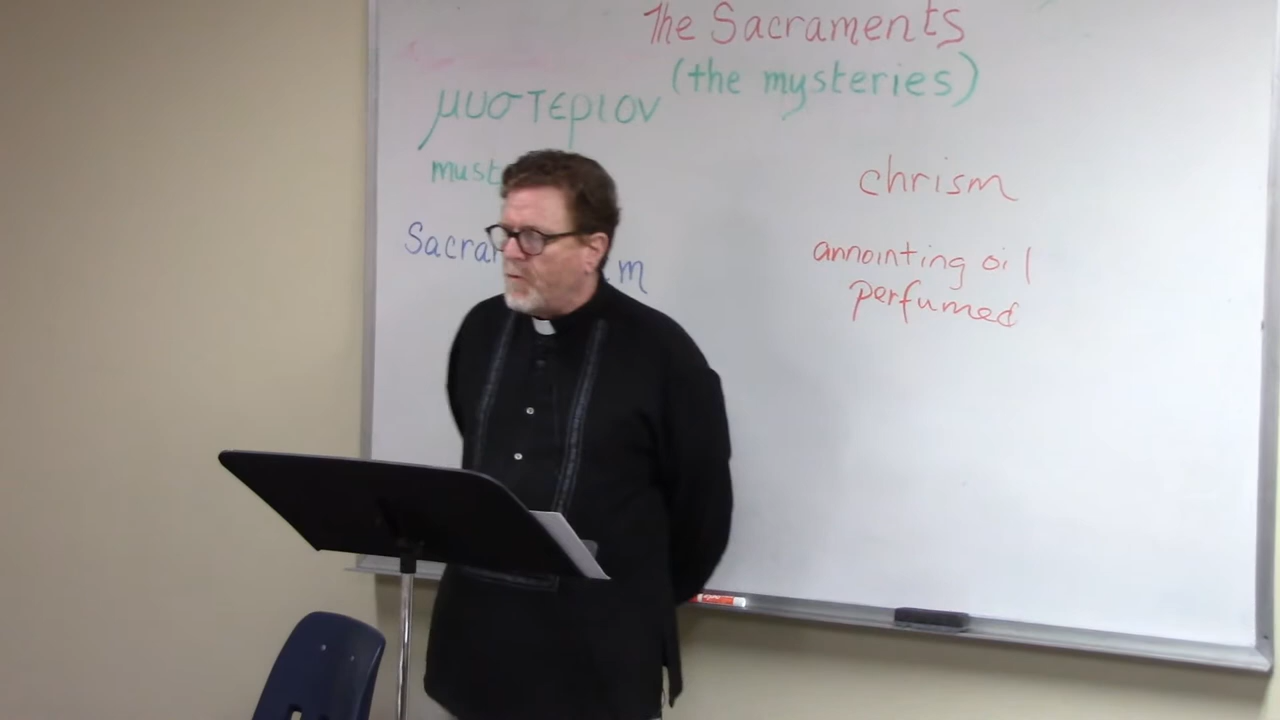 The Sacraments
(the mysteries)
μυστεριον
chrism
annointing oil
perfumed